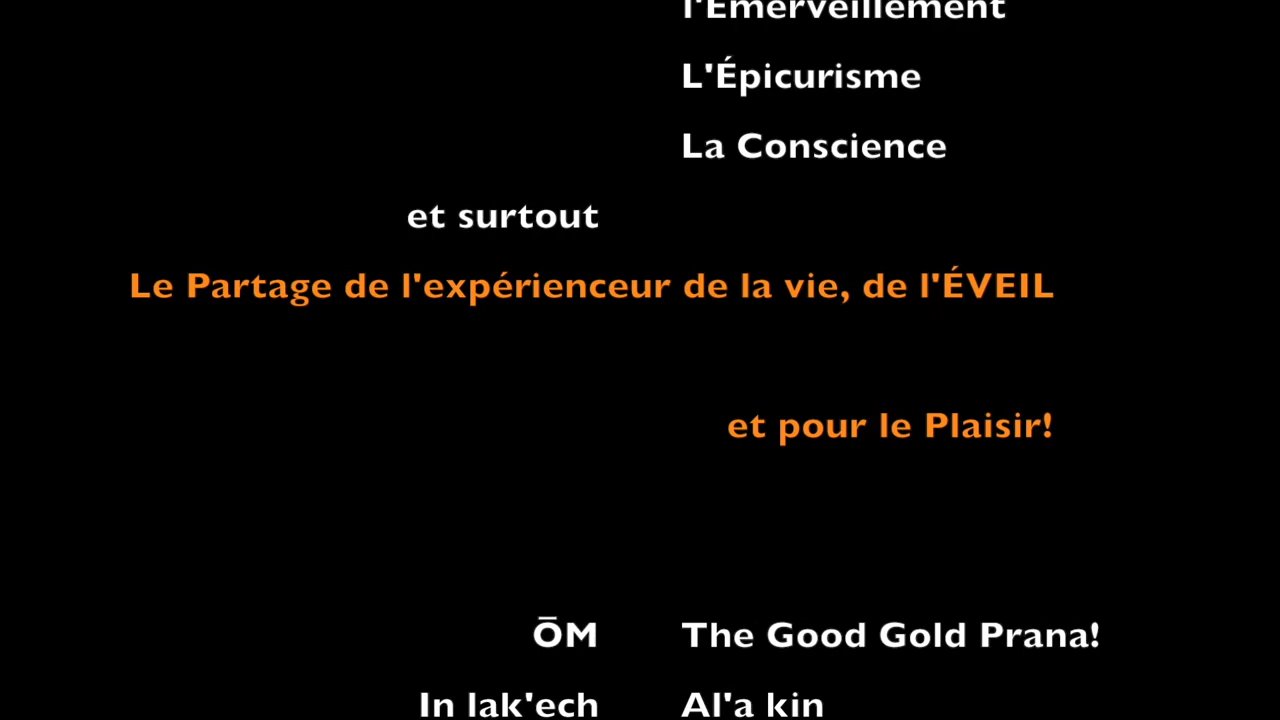 l'Émerveillement
L'Épicurisme
La Conscience
et surtout
Le Partage de l'expérienceur de la vie, de l'ÉVEIL
et pour le Plaisir!
ŌM The Good Gold Prana!
In lak'ech Al'a kin